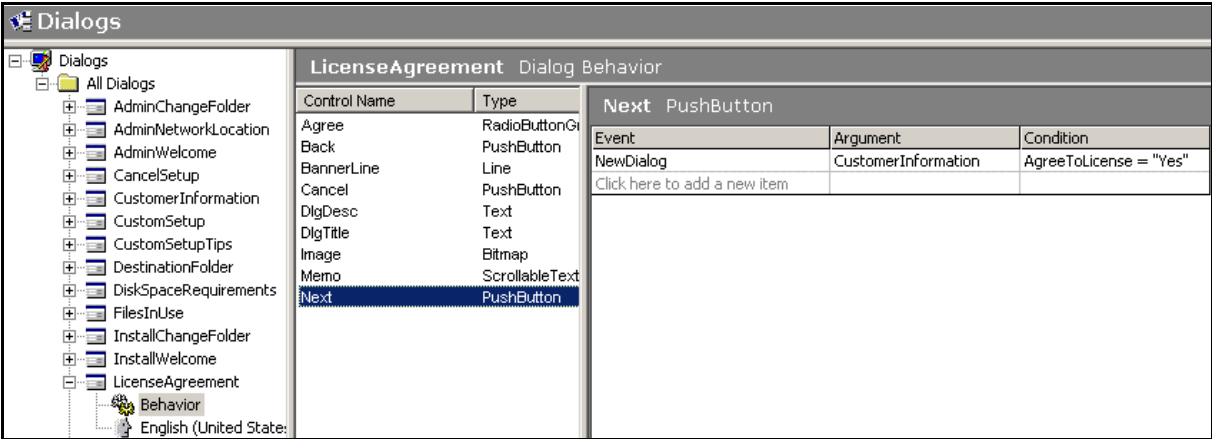 Dialogs
Dialogs
All Dialogs
AdminChangeFolder
AdminNetworkLocation
AdminWelcome
CancelSetup
CustomerInformation
CustomSetup
CustomSetupTips
DestinationFolder
DiskSpaceRequirements
FilesInUse
InstallChangeFolder
InstallWelcome
LicenseAgreement
Behavior
English (United State
LicenseAgreement Dialog Behavior
Control Name Type
Agree RadioButtonGr
Back PushButton
BannerLine Line
Cancel PushButton
DlgDesc Text
DlgTitle Text
Image Bitmap
Memo ScrollableText
Next PushButton
Next PushButton
Event Argument Condition
NewDialog CustomerInformation AgreeToLicense = "Yes"
Click here to add a new item